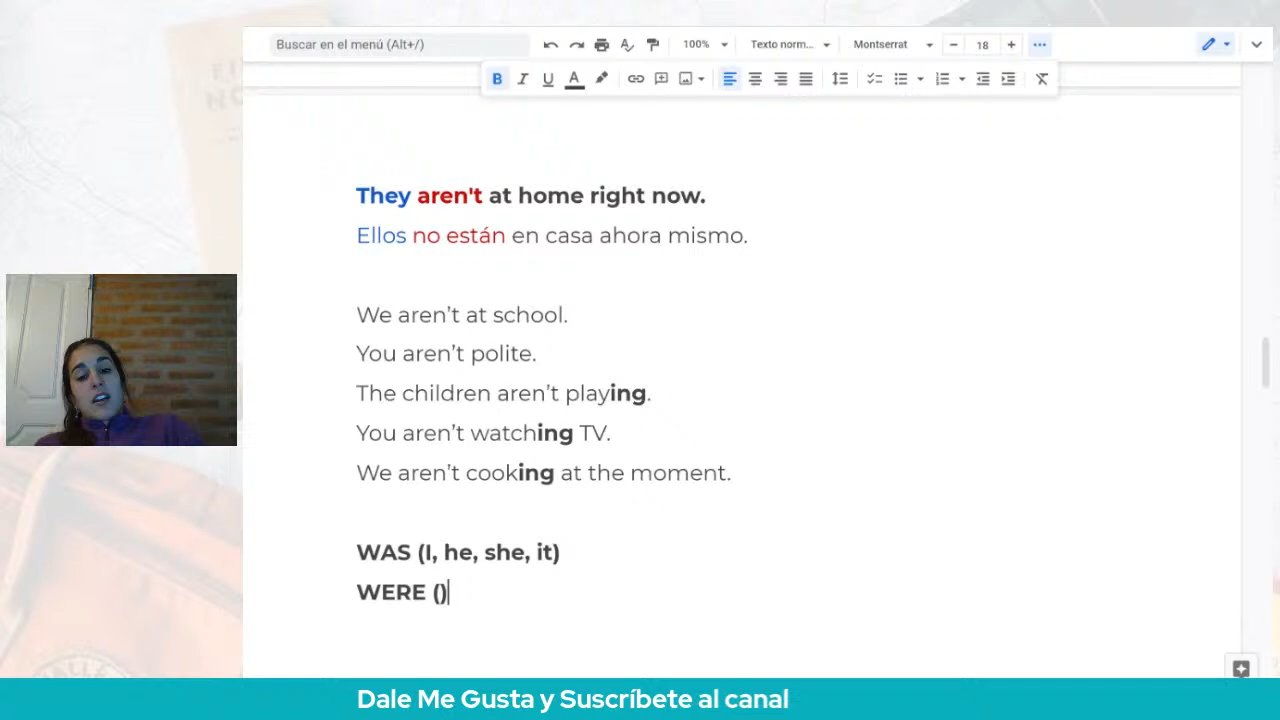 Buscar en el menú (Alt+/)
100%
Texto norm...
Montserrat
18
They aren't at home right now.
Ellos no están en casa ahora mismo.
We aren’t at school.
You aren’t polite.
The children aren’t playing.
You aren’t watching TV.
We aren’t cooking at the moment.
WAS (I, he, she, it)
WERE ()
Dale Me Gusta y Suscríbete al canal